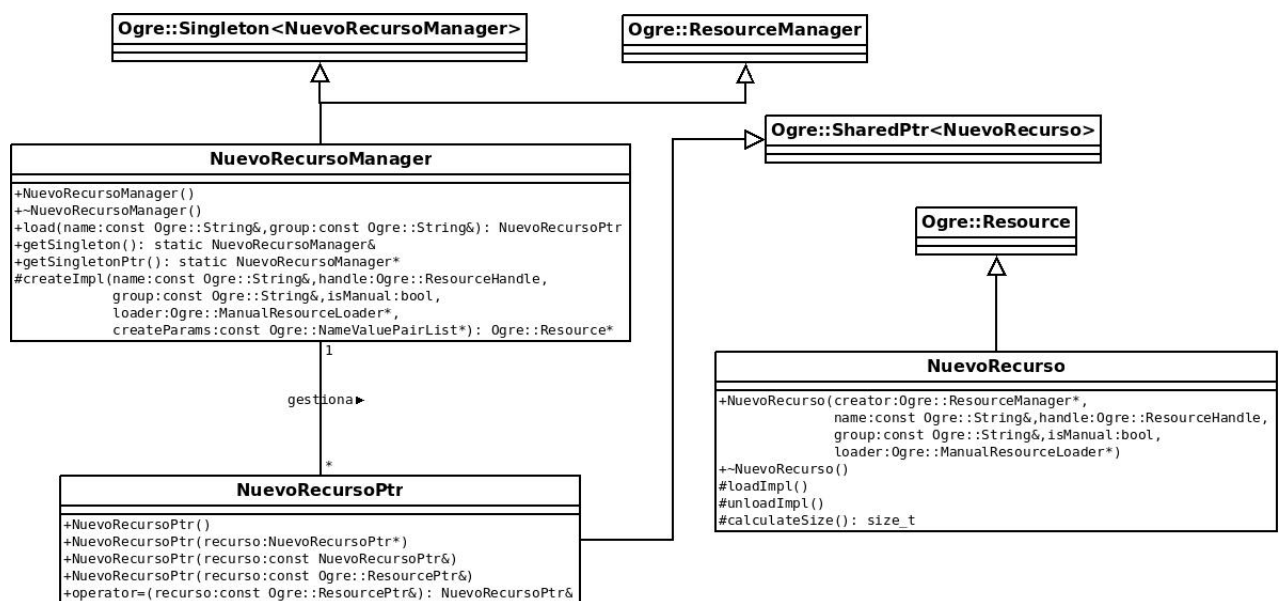 Ogre::Singleton<NuevoRecursoManager>
Ogre::ResourceManager
Ogre::SharedPtr<NuevoRecurso>
NuevoRecursoManager
+NuevoRecursoManager()
+~NuevoRecursoManager()
+load(name:const Ogre::String&,group:const Ogre::String&): NuevoRecursoPtr
+getSingleton(): static NuevoRecursoManager&
+getSingletonPtr(): static NuevoRecursoManager*
#createImpl(name:const Ogre::String&,handle:Ogre::ResourceHandle,
group:const Ogre::String&,isManual:bool,
loader:Ogre::ManualResourceLoader*,
createParams:const Ogre::NameValuePairList*): Ogre::Resource*
1
gestiona
*
Ogre::Resource
NuevoRecurso
+NuevoRecurso(creator:Ogre::ResourceManager*,
name:const Ogre::String&,handle:Ogre::ResourceHandle,
group:const Ogre::String&,isManual:bool,
loader:Ogre::ManualResourceLoader*)
+~NuevoRecurso()
#loadImpl()
#unloadImpl()
#calculateSize(): size_t
NuevoRecursoPtr
+NuevoRecursoPtr()
+NuevoRecursoPtr(recurso:NuevoRecursoPtr*)
+NuevoRecursoPtr(recurso:const NuevoRecursoPtr&)
+NuevoRecursoPtr(recurso:const Ogre::ResourcePtr&)
+operator=(recurso:const Ogre::ResourcePtr&): NuevoRecursoPtr&